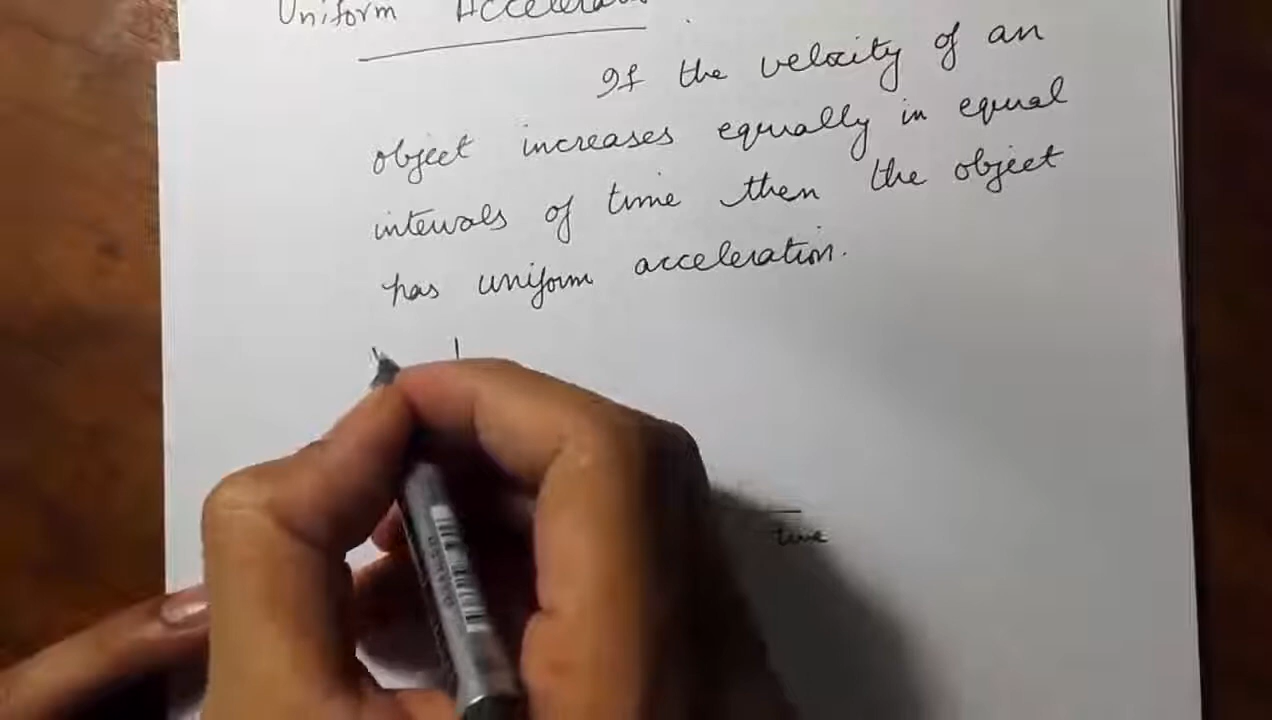 Uniform Accelerat
If the velocity of an
object increases equally in equal
intervals of time then the object
has uniform acceleration.
time